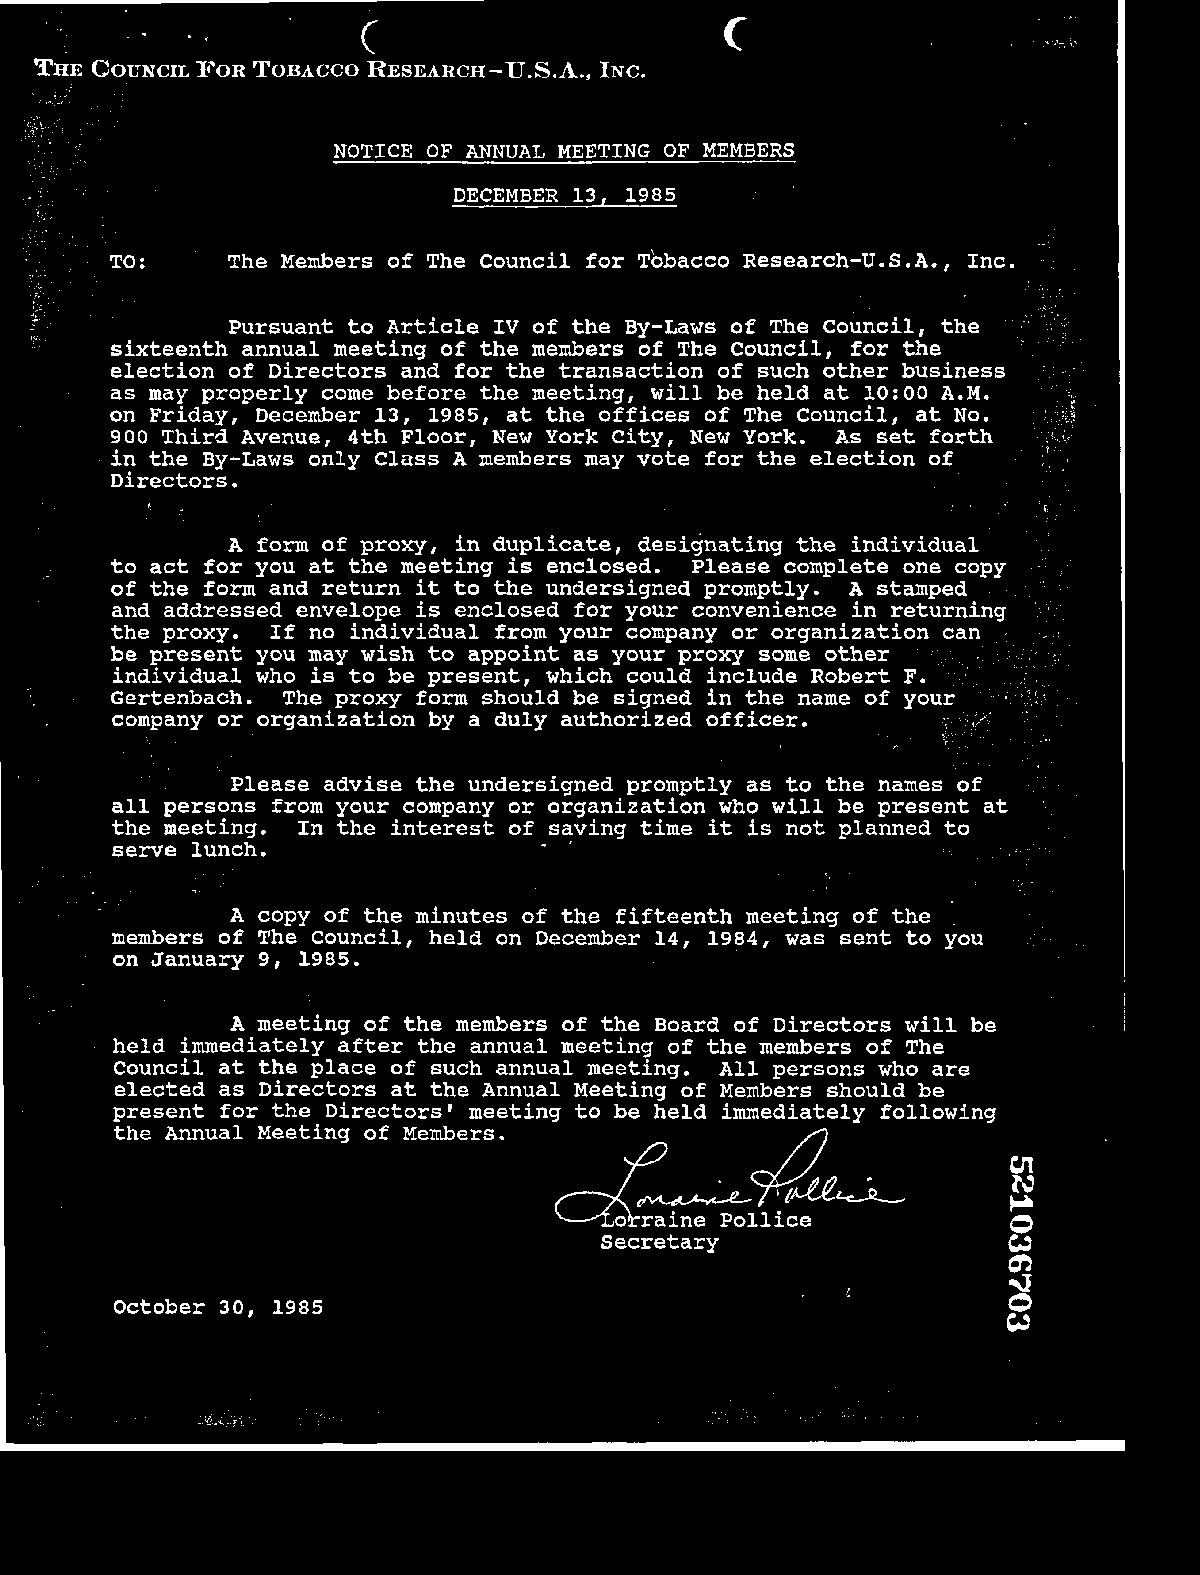 THE COUNCIL FOR TOBACCO RESEARCH-U.S.A., INC.
NOTICE OF ANNUAL MEETING OF MEMBERS
DECEMBER 13, 1985
TO: The Members of The Council for Tobacco Research-U.S.A., Inc.
Pursuant to Article IV of the By-Laws of The Council, the
sixteenth annual meeting of the members of The Council, for the
election of Directors and for the transaction of such other business
as may properly come before the meeting, will be held at 10:00 A.M.
on Friday, December 13, 1985, at the offices of The Council, at No.
900 Third Avenue, 4th Floor, New York City, New York. As set forth
in the By-Laws only Class A members may vote for the election of
Directors.
A form of proxy, in duplicate, designating the individual
to act for you at the meeting is enclosed. Please complete one copy
of the form and return it to the undersigned promptly. A stamped
and addressed envelope is enclosed for your convenience in returning
the proxy. If no individual from your company or organization can
be present you may wish to appoint as your proxy some other
individual who is to be present, which could include Robert F.
Gertenbach. The proxy form should be signed in the name of your
company or organization by a duly authorized officer.
Please advise the undersigned promptly as to the names of
all persons from your company or organization who will be present at
the meeting. In the interest of saving time it is not planned to
serve lunch.
A copy of the minutes of the fifteenth meeting of the
members of The Council, held on December 14, 1984, was sent to you
on January 9, 1985.
A meeting of the members of the Board of Directors will be
held immediately after the annual meeting of the members of The
Council at the place of such annual meeting. All persons who are
elected as Directors at the Annual Meeting of Members should be
present for the Directors' meeting to be held immediately following
the Annual Meeting of Members.
Lorraine Pollice
Lorraine Pollice
Secretary
October 30, 1985
521036703